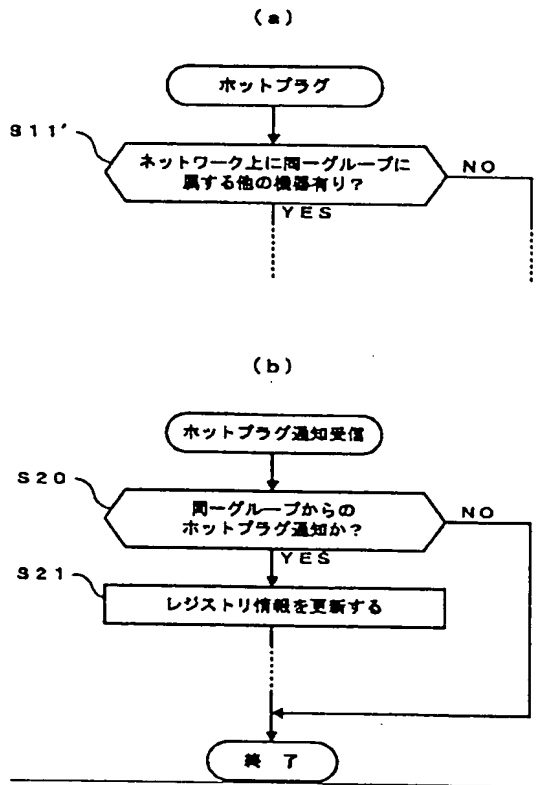 (a)
ホットプラグ
S11′
ネットワーク上に同一グループに
属する他の機器有り?
NO
YES
(b)
ホットプラグ通知受信
S20
同一グループからの
ホットプラグ通知か?
NO
YES
S21
レジストリ情報を更新する
終 了